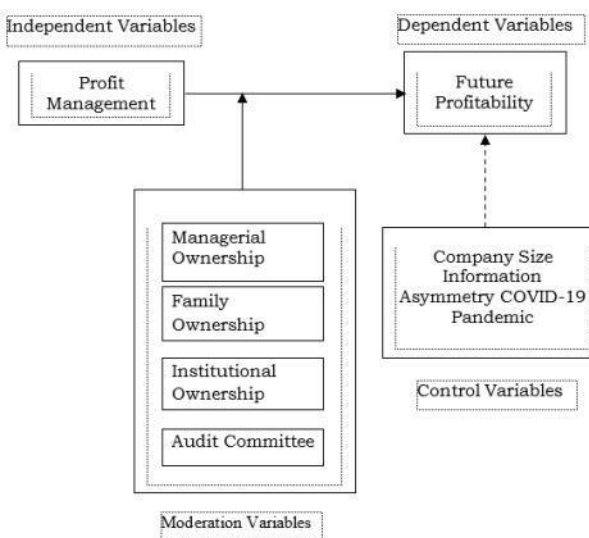 Independent Variables
Dependent Variables
Profit
Management
Future
Profitability
Managerial
Ownership
Family
Ownership
Institutional
Ownership
Audit Committee
Company Size
Information
Asymmetry COVID-19
Pandemic
Control Variables
Moderation Variables